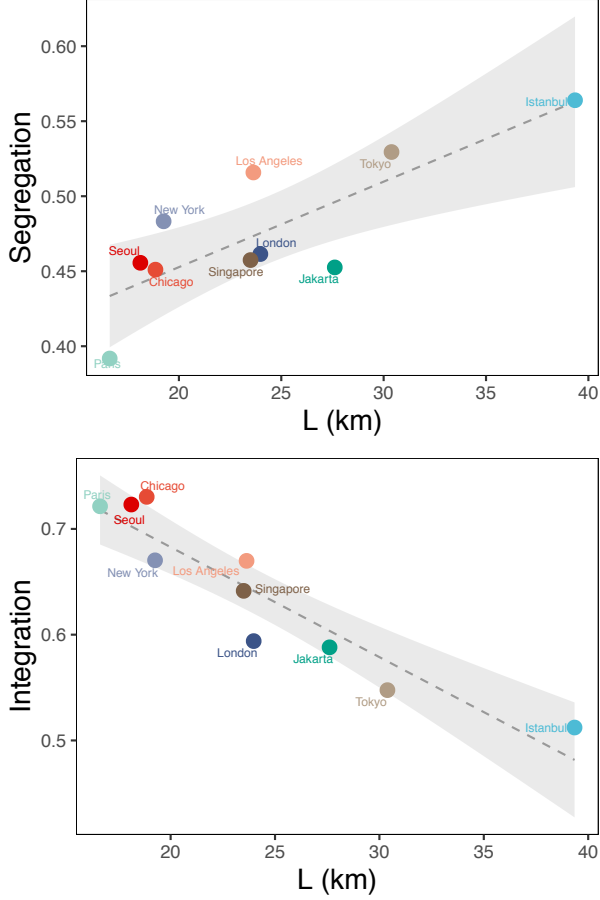 0.60
0.55
0.50
0.45
0.40
Segregation
Istanbul
Tokyo
Los Angeles
New York
London
Seoul
Singapore
Chicago
Jakarta
Paris
20
25
30
35
40
L (km)
0.7
0.6
0.5
Integration
Chicago
Paris
Seoul
New York
Los Angeles
Singapore
London
Jakarta
Tokyo
Istanbul
20
25
30
35
40
L (km)